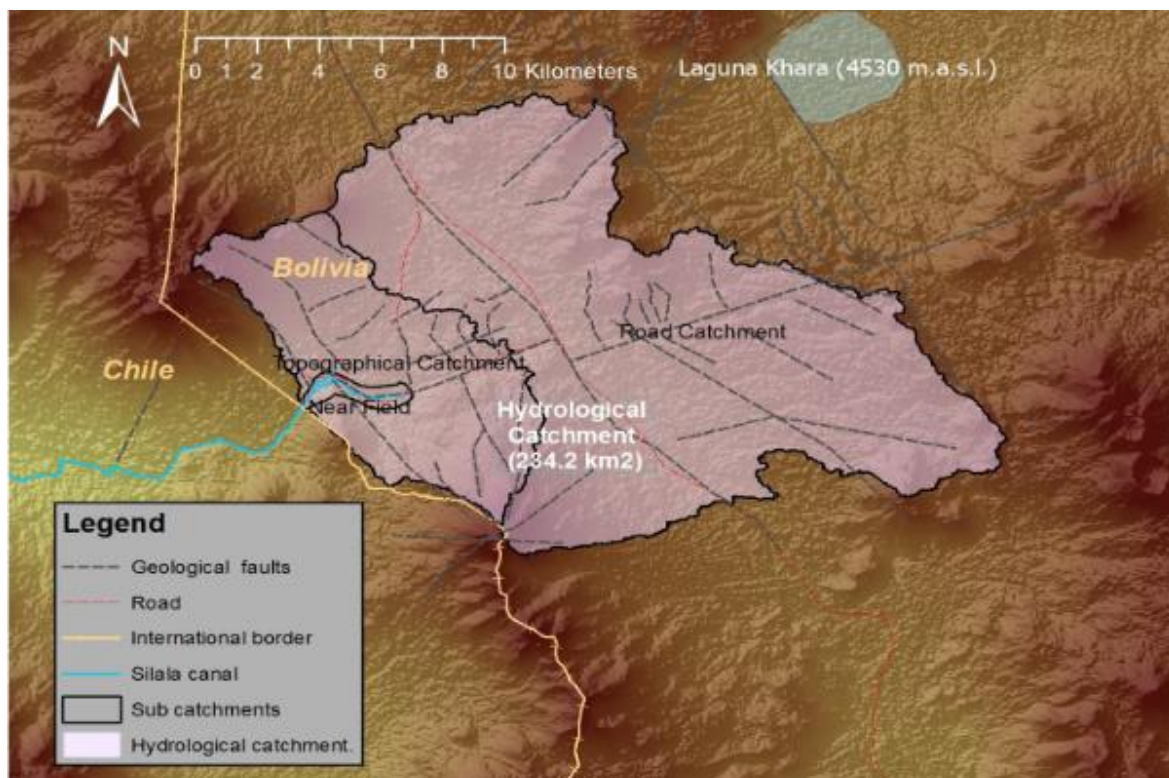 N
0 1 2 4 6 8 10 Kilometers
Laguna Khara (4530 m.a.s.l.)
Bolivia
Road Catchment
Topographical Catchment
Chile
Near Field
Hydrological
Catchment
(234.2 km2)
Legend
Geological faults
Road
International border
Silala canal
Sub catchments
Hydrological catchment.